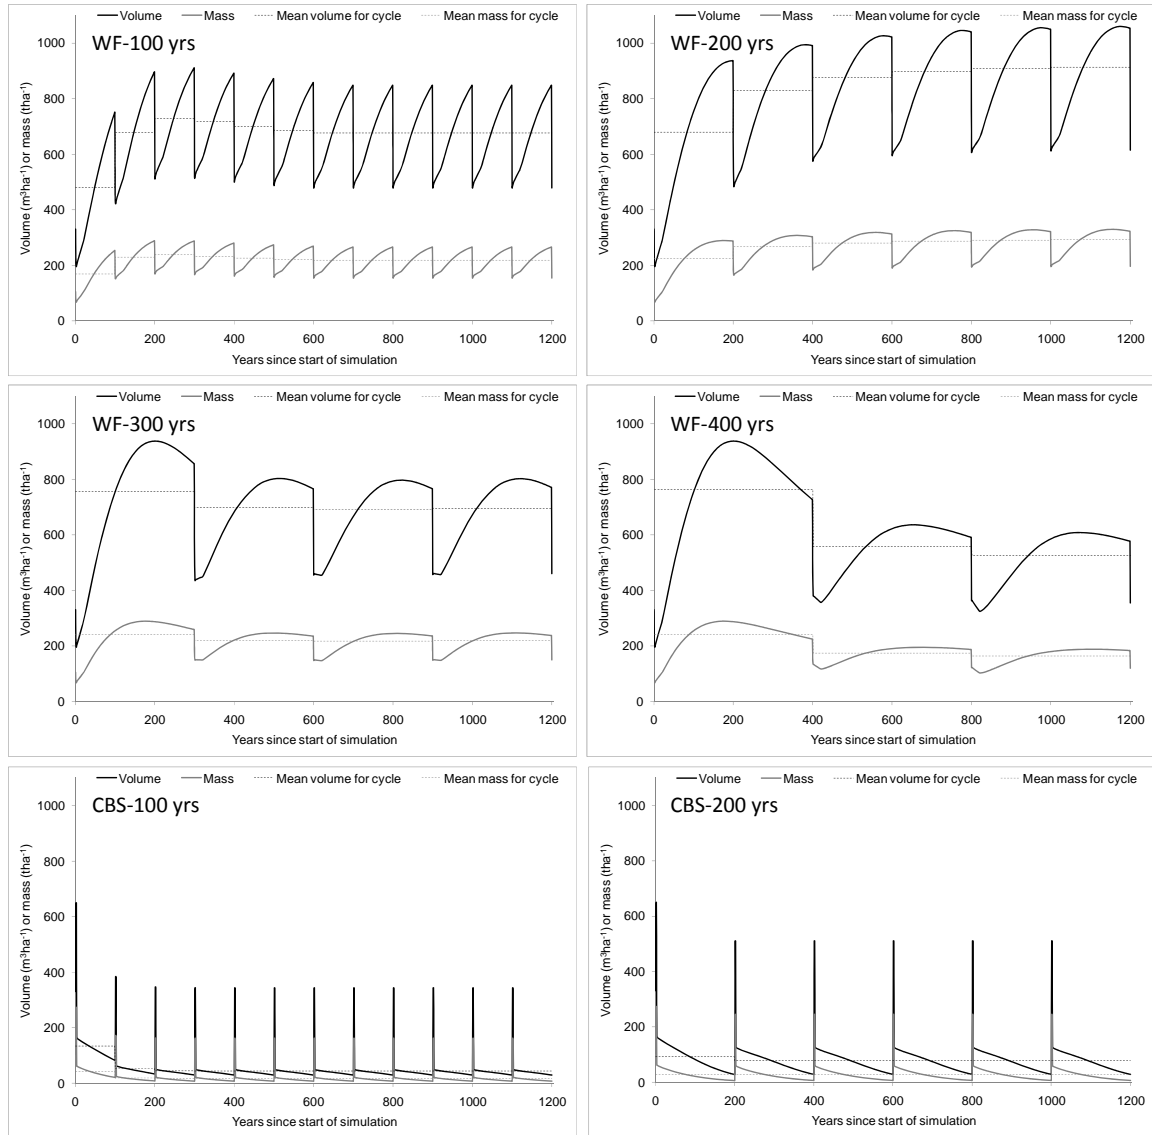 Volume Mass Mean volume for cycle Mean mass for cycle
WF-100 yrs
Volume (m³ha⁻¹) or mass (tha⁻¹)
1000
800
600
400
200
0
0 200 400 600 800 1000 1200
Years since start of simulation
Volume Mass Mean volume for cycle Mean mass for cycle
WF-200 yrs
Volume (m³ha⁻¹) or mass (tha⁻¹)
1000
800
600
400
200
0
0 200 400 600 800 1000 1200
Years since start of simulation
Volume Mass Mean volume for cycle Mean mass for cycle
WF-300 yrs
Volume (m³ha⁻¹) or mass (tha⁻¹)
1000
800
600
400
200
0
0 200 400 600 800 1000 1200
Years since start of simulation
Volume Mass Mean volume for cycle Mean mass for cycle
WF-400 yrs
Volume (m³ha⁻¹) or mass (tha⁻¹)
1000
800
600
400
200
0
0 200 400 600 800 1000 1200
Years since start of simulation
Volume Mass Mean volume for cycle Mean mass for cycle
CBS-100 yrs
Volume (m³ha⁻¹) or mass (tha⁻¹)
1000
800
600
400
200
0
0 200 400 600 800 1000 1200
Years since start of simulation
Volume Mass Mean volume for cycle Mean mass for cycle
CBS-200 yrs
Volume (m³ha⁻¹) or mass (tha⁻¹)
1000
800
600
400
200
0
0 200 400 600 800 1000 1200
Years since start of simulation